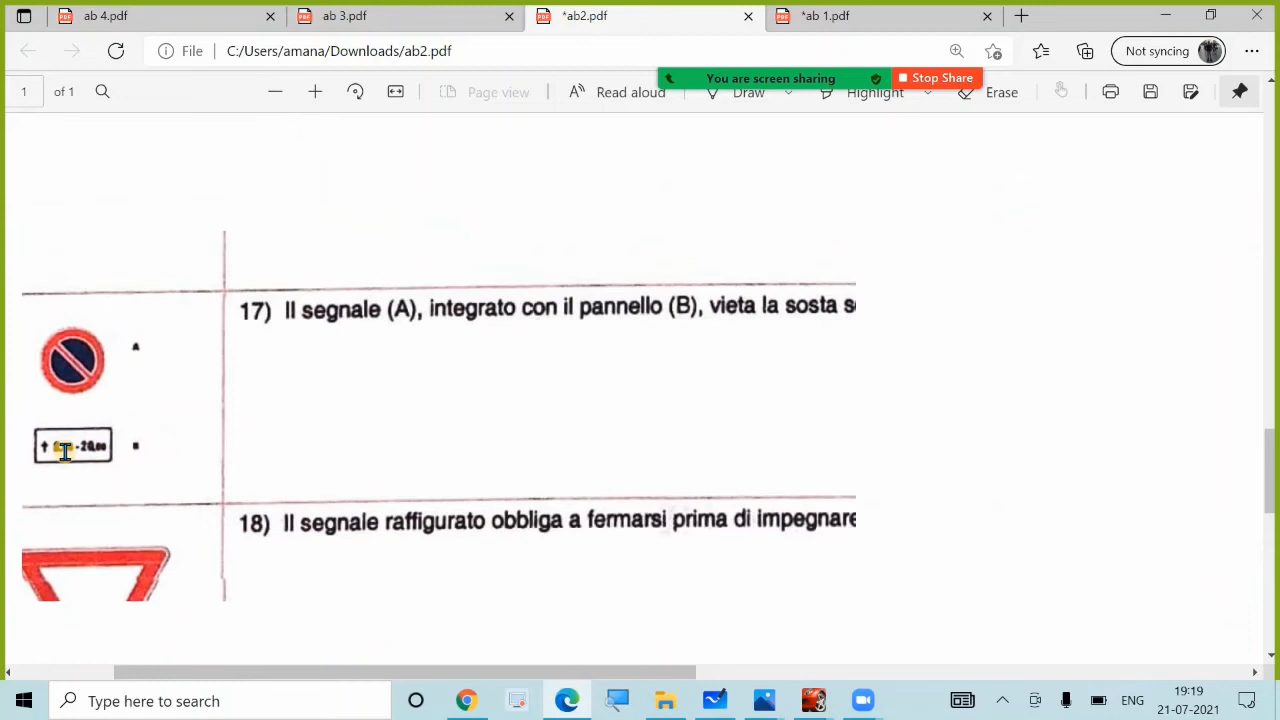 ab 4.pdf
ab 3.pdf
*ab2.pdf
*ab 1.pdf
File C:/Users/amana/Downloads/ab2.pdf
Not syncing
You are screen sharing
Stop Share
1 of 1
Page view
Read aloud
Draw
Highlight
Erase
17) Il segnale (A), integrato con il pannello (B), vieta la sosta
A
B
18) Il segnale raffigurato obbliga a fermarsi prima di impegnare
Type here to search
ENG
19:19
21-07-2021